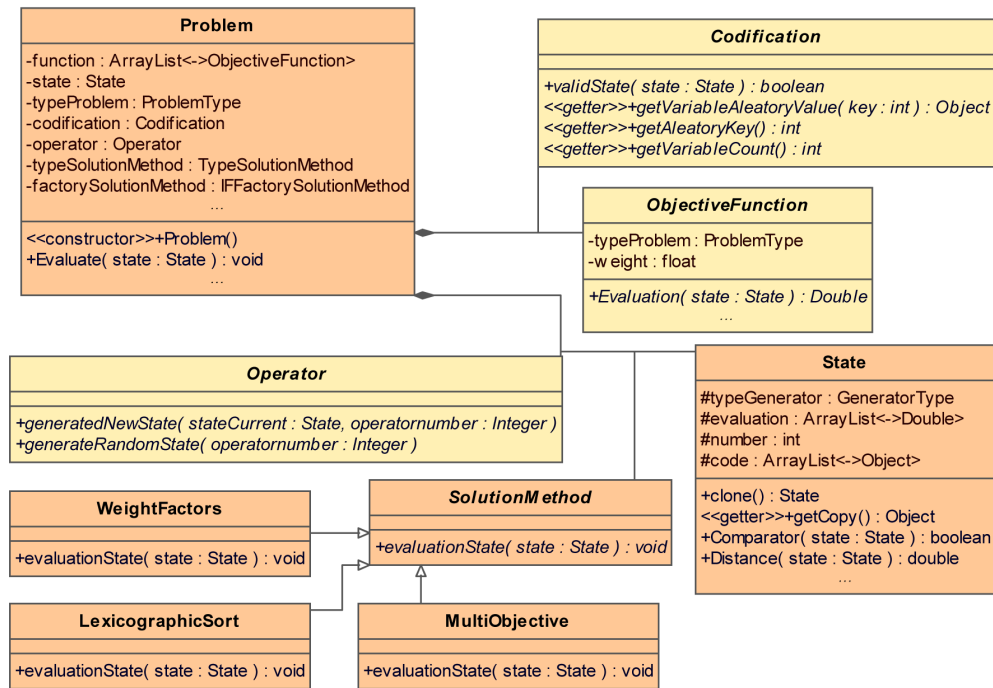 Problem
-function : ArrayList<->ObjectiveFunction>
-state : State
-typeProblem : ProblemType
-codification : Codification
-operator : Operator
-typeSolutionMethod : TypeSolutionMethod
-factorySolutionMethod : IFFactorySolutionMethod
...
<<constructor>>+Problem()
+Evaluate( state : State ) : void
...
Codification
+validState( state : State ) : boolean
<<getter>>+getVariableAleatoryValue( key : int ) : Object
<<getter>>+getAleatoryKey() : int
<<getter>>+getVariableCount() : int
ObjectiveFunction
-typeProblem : ProblemType
-weight : float
+Evaluation( state : State ) : Double
...
Operator
+generatedNewState( stateCurrent : State, operatornumber : Integer )
+generateRandomState( operatornumber : Integer )
State
#typeGenerator : GeneratorType
#evaluation : ArrayList<->Double>
#number : int
#code : ArrayList<->Object>
+clone() : State
<<getter>>+getCopy() : Object
+Comparator( state : State ) : boolean
+Distance( state : State ) : double
...
WeightFactors
+evaluationState( state : State ) : void
SolutionMethod
+evaluationState( state : State ) : void
LexicographicSort
+evaluationState( state : State ) : void
MultiObjective
+evaluationState( state : State ) : void